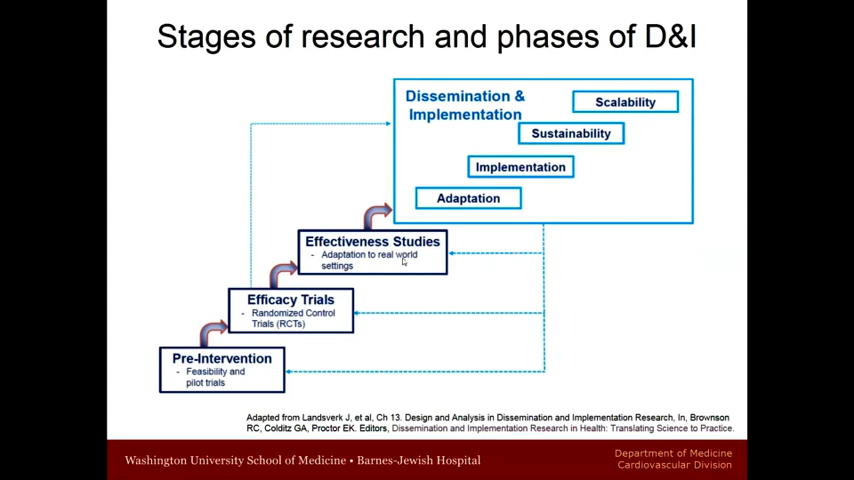 Stages of research and phases of D&I
Dissemination &
Implementation
Scalability
Sustainability
Implementation
Adaptation
Effectiveness Studies
- Adaptation to real world
settings
Efficacy Trials
- Randomized Control
Trials (RCTs)
Pre-Intervention
- Feasibility and
pilot trials
Adapted from Landsverk J, et al, Ch 13. Design and Analysis in Dissemination and Implementation Research, In, Brownson
RC, Colditz GA, Proctor EK. Editors, Dissemination and Implementation Research in Health: Translating Science to Practice.
Washington University School of Medicine • Barnes-Jewish Hospital
Department of Medicine
Cardiovascular Division